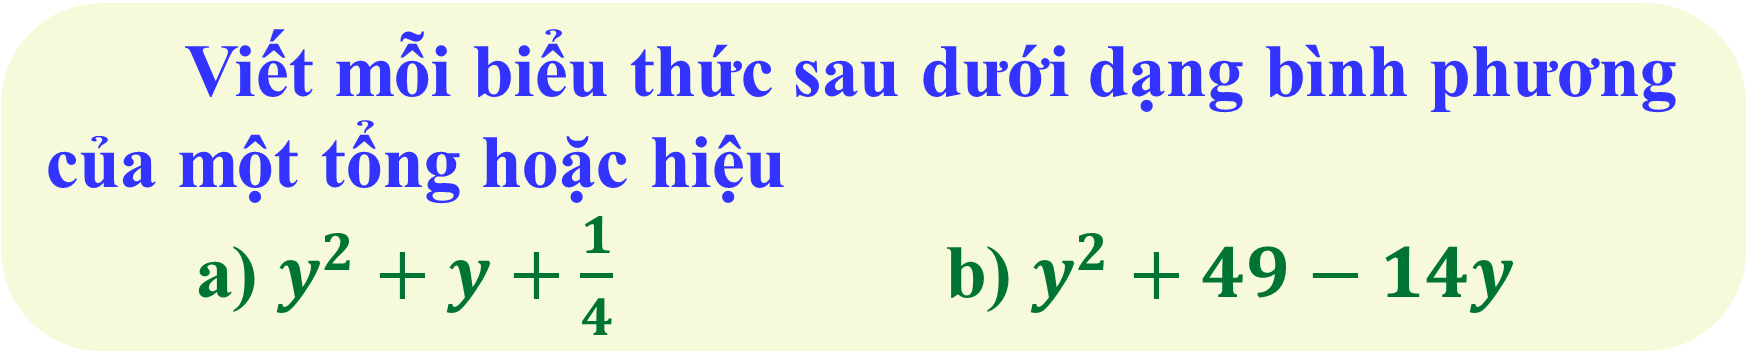 Viết mỗi biểu thức sau dưới dạng bình phương
của một tổng hoặc hiệu
a) y² + y + 1/4 b) y² + 49 − 14y